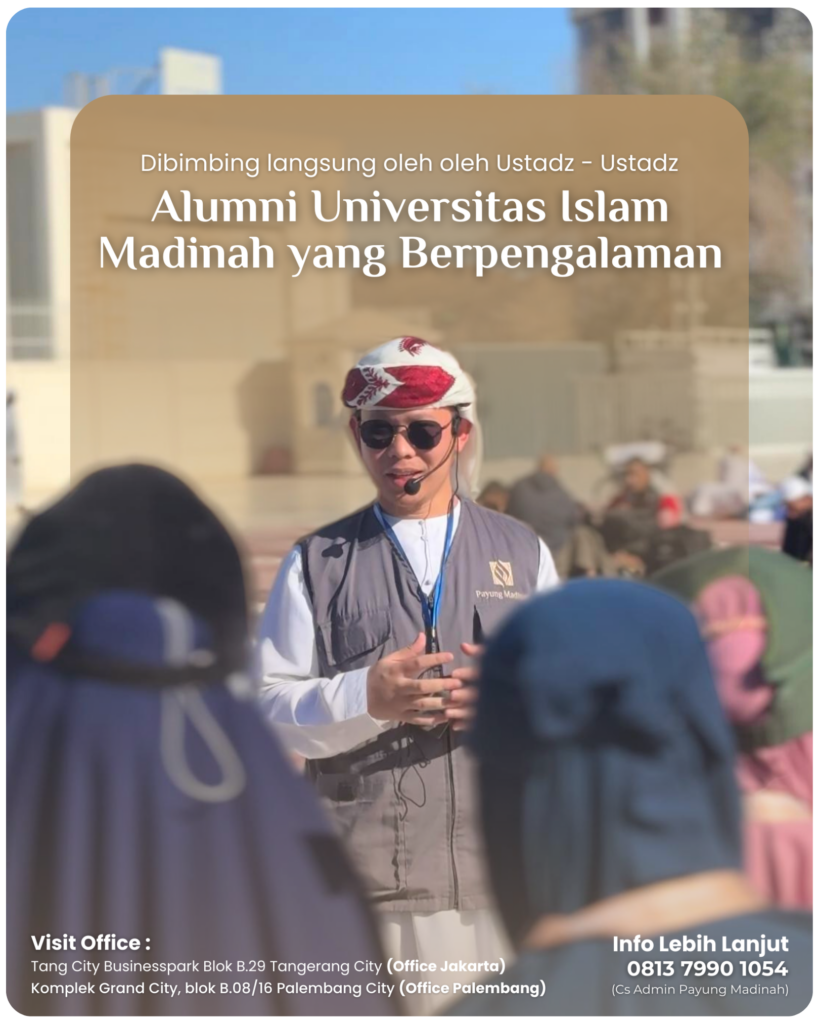 Dibimbing langsung oleh oleh Ustadz - Ustadz
Alumni Universitas Islam
Madinah yang Berpengalaman
Payung
Visit Office :
Tang City Businesspark Blok B.29 Tangerang City (Office Jakarta)
Komplek Grand City, blok B.08/16 Palembang City (Office Palembang)
Info Lebih Lanjut
0813 7990 1054
(Cs Admin Payung Madinah)